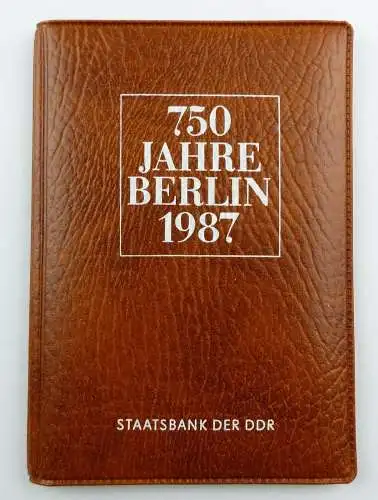 750
JAHRE
BERLIN
1987
STAATSBANK DER DDR